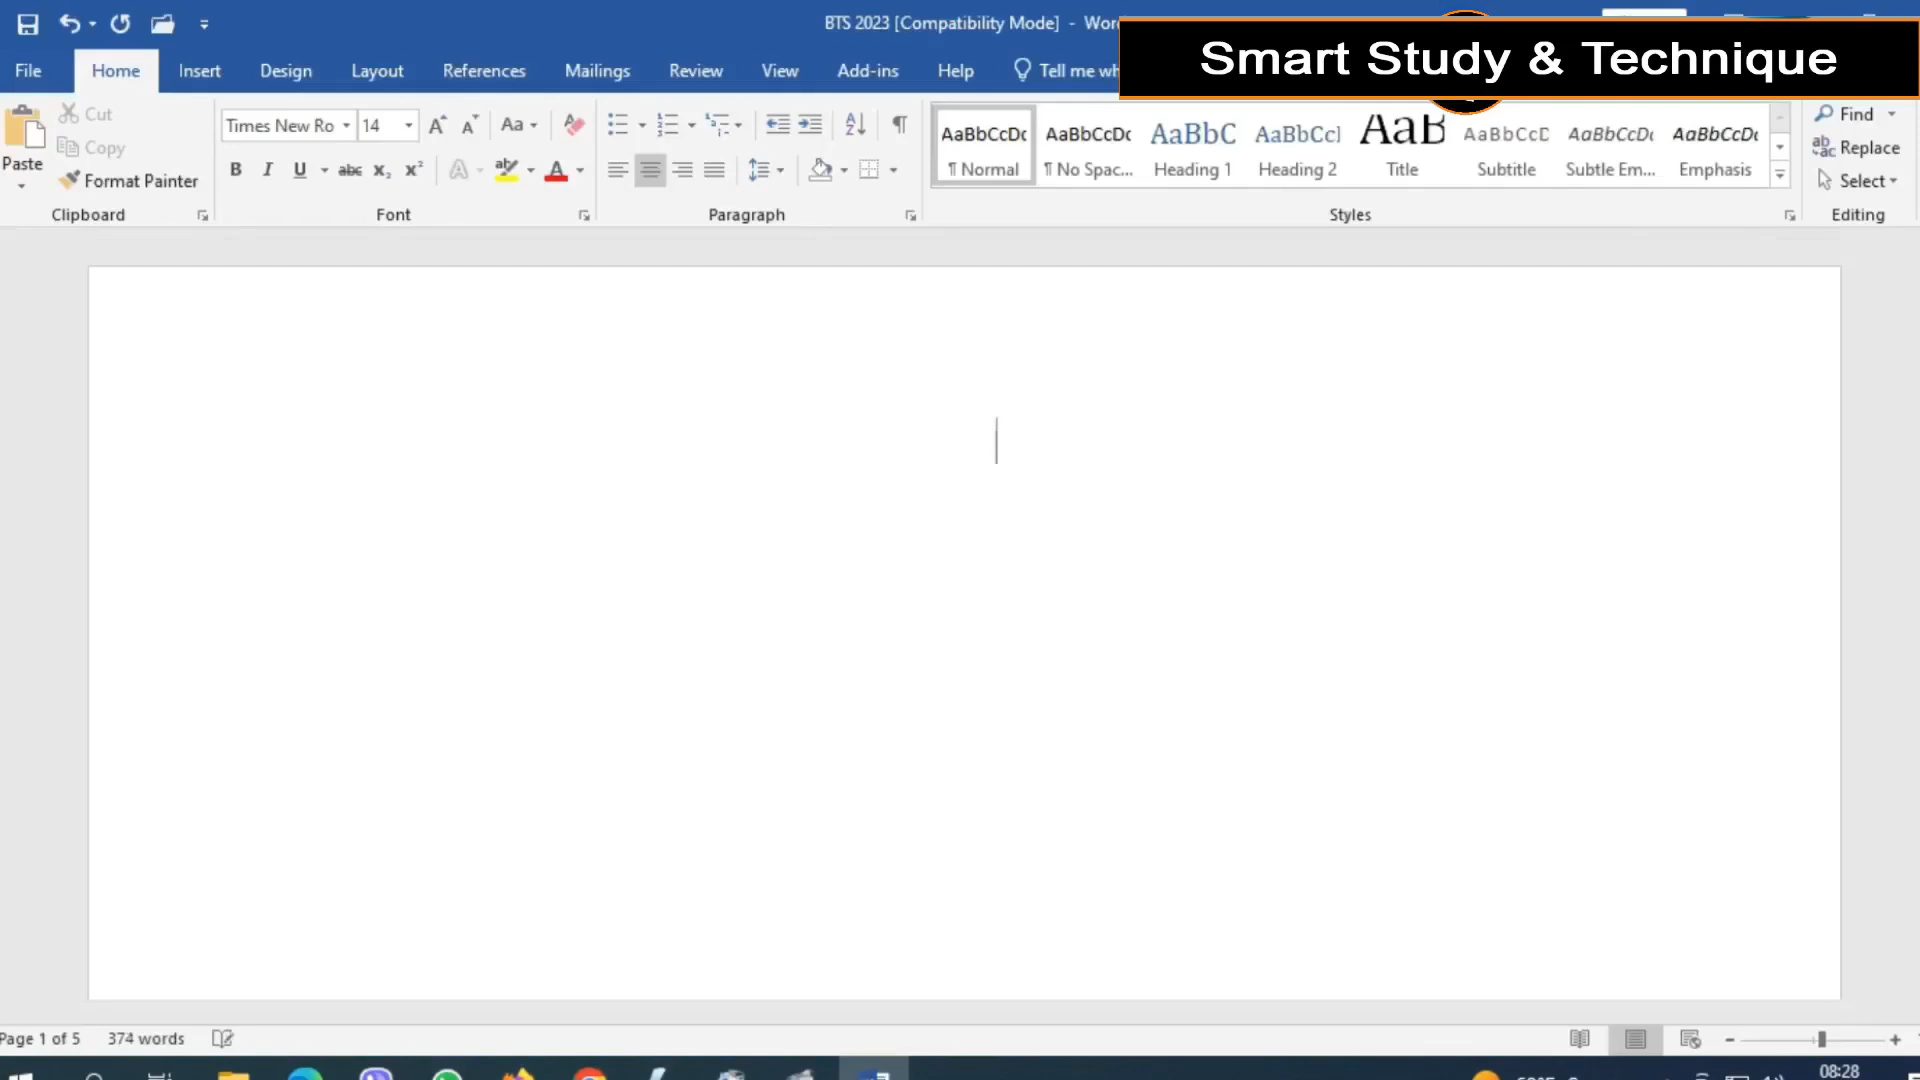 BTS 2023 [Compatibility Mode] - Wor
Smart Study & Technique
File Home Insert Design Layout References Mailings Review View Add-ins Help Tell me wh
Cut
Copy
Paste
Format Painter
Clipboard
Times New Ro 14
Aa
B I U abc x₂ x²
Font
Paragraph
AaBbCcDc AaBbCcDc AaBbC AaBbCcl AaB AaBbCcD AaBbCcDc AaBbCcDc
¶ Normal ¶ No Spac... Heading 1 Heading 2 Title Subtitle Subtle Em... Emphasis
Styles
Find
Replace
Select
Editing
Page 1 of 5 374 words
08:28